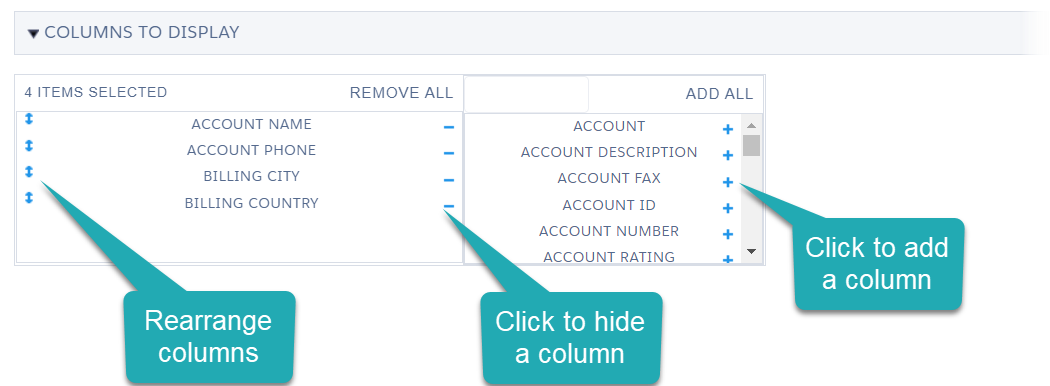 COLUMNS TO DISPLAY
4 ITEMS SELECTED REMOVE ALL
ACCOUNT NAME
ACCOUNT PHONE
BILLING CITY
BILLING COUNTRY
ADD ALL
ACCOUNT
ACCOUNT DESCRIPTION
ACCOUNT FAX
ACCOUNT ID
ACCOUNT NUMBER
ACCOUNT RATING
Rearrange
columns
Click to hide
a column
Click to add
a column